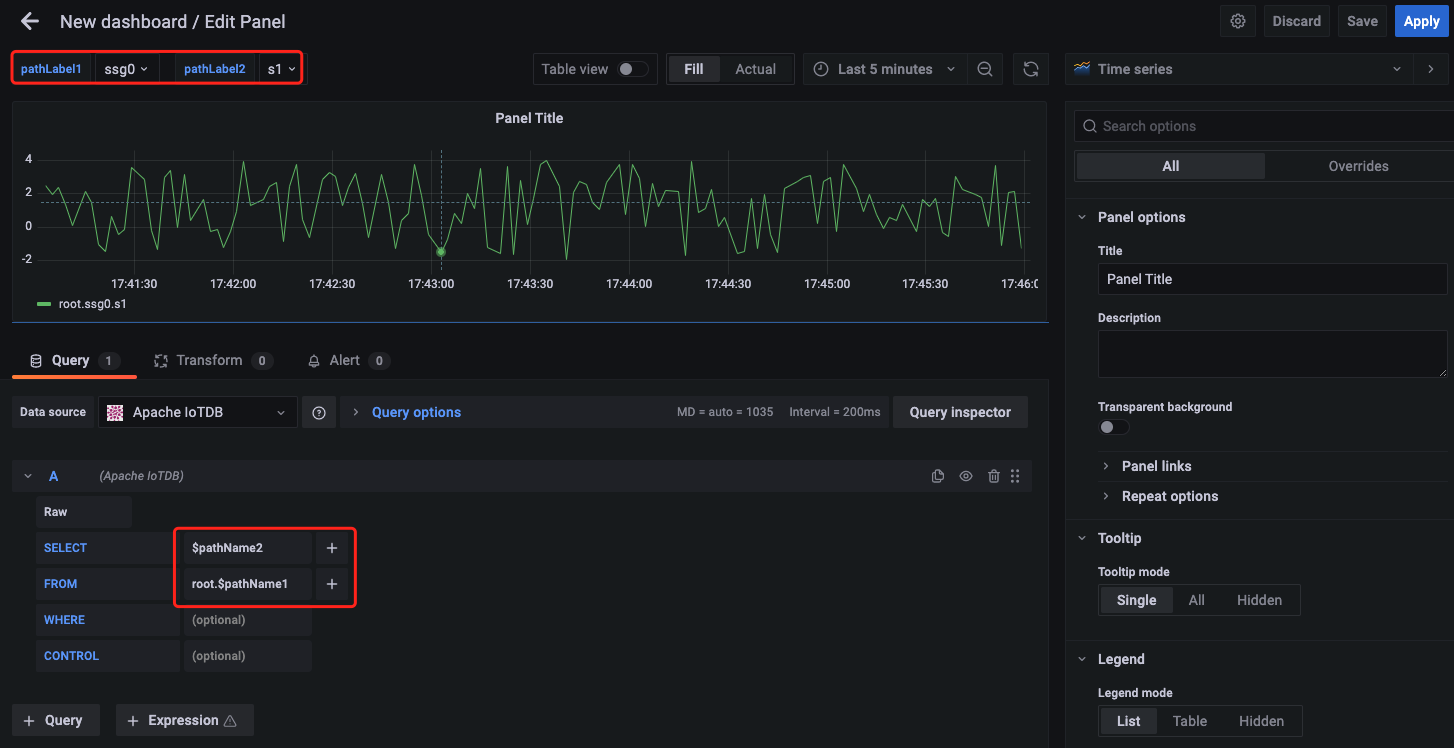 New dashboard / Edit Panel
Discard
Save
Apply
pathLabel1
ssg0
pathLabel2
s1
Table view
Fill
Actual
Last 5 minutes
Time series
Panel Title
4
2
0
-2
17:41:30
17:42:00
17:42:30
17:43:00
17:43:30
17:44:00
17:44:30
17:45:00
17:45:30
17:46:0
root.ssg0.s1
Search options
All
Overrides
Panel options
Title
Panel Title
Description
Transparent background
Panel links
Repeat options
Tooltip
Tooltip mode
Single
All
Hidden
Legend
Legend mode
List
Table
Hidden
Query 1
Transform 0
Alert 0
Data source
Apache IoTDB
Query options
MD = auto = 1035
Interval = 200ms
Query inspector
A
(Apache IoTDB)
Raw
SELECT
$pathName2
+
FROM
root.$pathName1
+
WHERE
(optional)
CONTROL
(optional)
+ Query
+ Expression